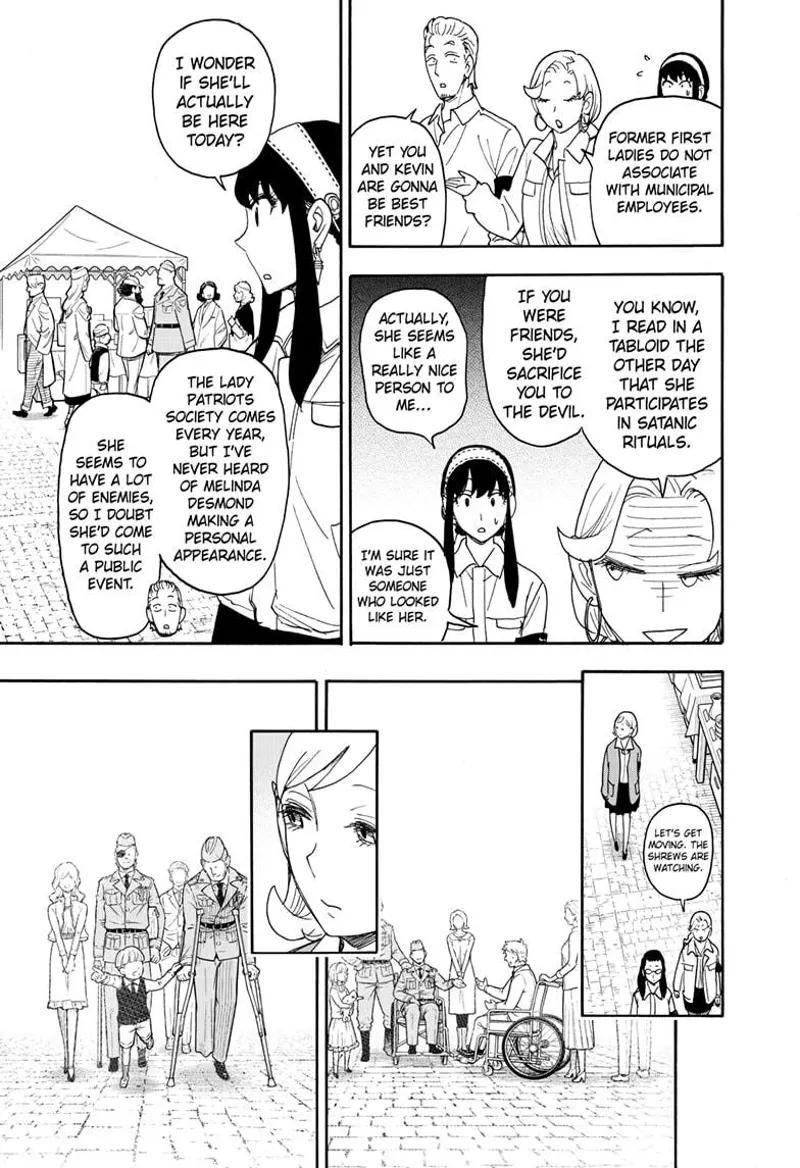 FORMER FIRST
LADIES DO NOT
ASSOCIATE
WITH MUNICIPAL
EMPLOYEES.
YET YOU
AND KEVIN
ARE GONNA
BE BEST
FRIENDS?
YOU KNOW,
I READ IN A
TABLOID THE
OTHER DAY
THAT SHE
PARTICIPATES
IN SATANIC
RITUALS.
IF YOU
WERE
FRIENDS,
SHE'D
SACRIFICE
YOU TO
THE DEVIL.
ACTUALLY,
SHE SEEMS
LIKE A
REALLY NICE
PERSON TO
ME...
I'M SURE IT
WAS JUST
SOMEONE
WHO LOOKED
LIKE HER.
I WONDER
IF SHE'LL
ACTUALLY
BE HERE
TODAY?
THE LADY
PATRIOTS
SOCIETY COMES
EVERY YEAR,
BUT I'VE
NEVER HEARD
OF MELINDA
DESMOND
MAKING A
PERSONAL
APPEARANCE.
SHE
SEEMS TO
HAVE A LOT
OF ENEMIES,
SO I DOUBT
SHE'D COME
TO SUCH
A PUBLIC
EVENT.
LET'S GET
MOVING. THE
SHREWS ARE
WATCHING.